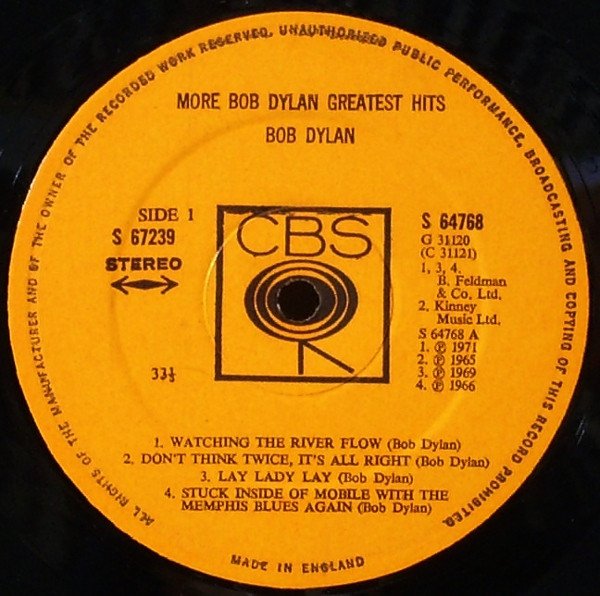 ALL RIGHTS OF THE MANUFACTURER AND OF THE OWNER OF THE RECORDED WORK RESERVED. UNAUTHORIZED PUBLIC PERFORMANCE, BROADCASTING AND COPYING OF THIS RECORD PROHIBITED
MORE BOB DYLAN GREATEST HITS
BOB DYLAN
SIDE 1
S 67239
STEREO
33⅓
CBS
S 64768
G 31120
(C 31121)
1, 3, 4.
B. Feldman
& Co. Ltd.
2. Kinney
Music Ltd.
S 64768 A
1. ℗ 1971
2. ℗ 1965
3. ℗ 1969
4. ℗ 1966
1. WATCHING THE RIVER FLOW (Bob Dylan)
2. DON'T THINK TWICE, IT'S ALL RIGHT (Bob Dylan)
3. LAY LADY LAY (Bob Dylan)
4. STUCK INSIDE OF MOBILE WITH THE
MEMPHIS BLUES AGAIN (Bob Dylan)
MADE IN ENGLAND